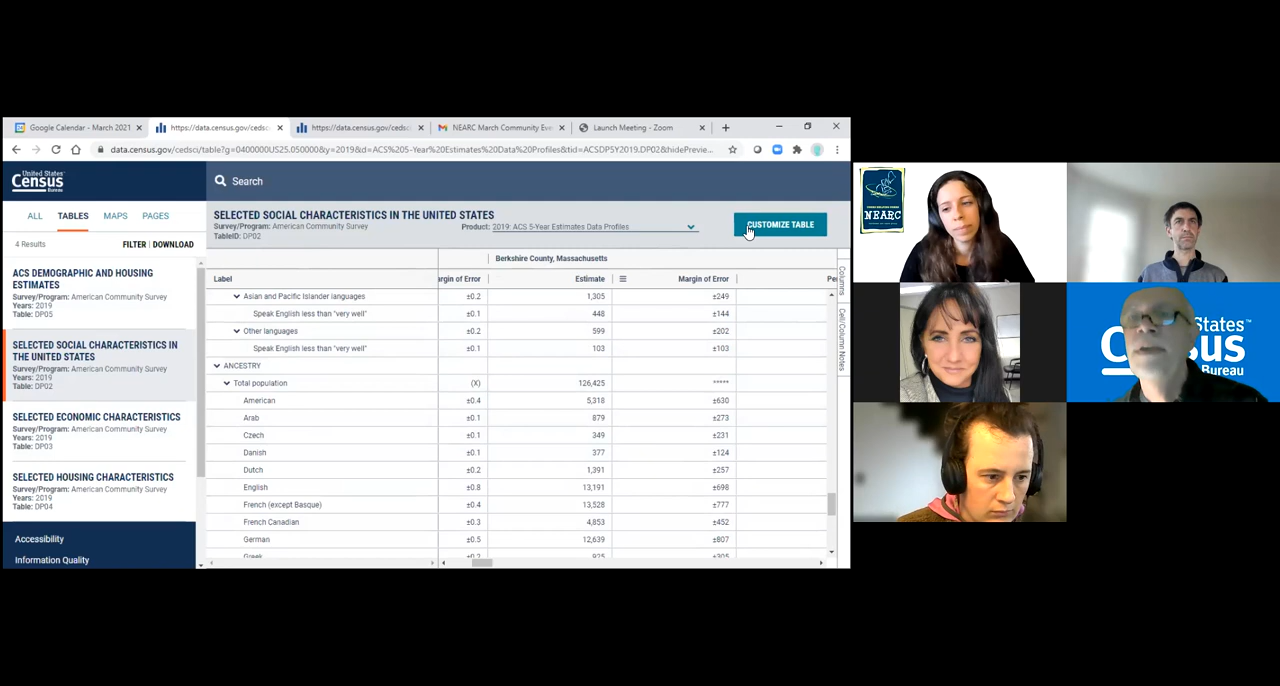 Google Calendar - March 2021
https://data.census.gov/cedsc
https://data.census.gov/cedsc
NEARC March Community Eve
Launch Meeting - Zoom
data.census.gov/cedsci/table?g=0400000US25.050000&y=2019&d=ACS%205-Year%20Estimates%20Data%20Profiles&tid=ACSDP5Y2019.DP02&hidePrevie...
United States®
Census
Bureau
Search
ALL TABLES MAPS PAGES
4 Results
FILTER | DOWNLOAD
ACS DEMOGRAPHIC AND HOUSING
ESTIMATES
Survey/Program: American Community Survey
Years: 2019
Table: DP05
SELECTED SOCIAL CHARACTERISTICS IN
THE UNITED STATES
Survey/Program: American Community Survey
Years: 2019
Table: DP02
SELECTED ECONOMIC CHARACTERISTICS
Survey/Program: American Community Survey
Years: 2019
Table: DP03
SELECTED HOUSING CHARACTERISTICS
Survey/Program: American Community Survey
Years: 2019
Table: DP04
Accessibility
Information Quality
SELECTED SOCIAL CHARACTERISTICS IN THE UNITED STATES
Survey/Program: American Community Survey
TableID: DP02
Product: 2019: ACS 5-Year Estimates Data Profiles
CUSTOMIZE TABLE
Berkshire County, Massachusetts
Label argin of Error Estimate Margin of Error Pe
Asian and Pacific Islander languages ±0.2 1,305 ±249
Speak English less than "very well" ±0.1 448 ±144
Other languages ±0.2 599 ±202
Speak English less than "very well" ±0.1 103 ±103
ANCESTRY
Total population (X) 126,425 *****
American ±0.4 5,318 ±630
Arab ±0.1 879 ±273
Czech ±0.1 349 ±231
Danish ±0.1 377 ±124
Dutch ±0.2 1,391 ±257
English ±0.8 13,191 ±698
French (except Basque) ±0.4 13,528 ±777
French Canadian ±0.3 4,853 ±452
German ±0.5 12,639 ±807
Greek ±0.2 925 ±305
Columns
Cell/Column Notes
NEARC
States™
C sus
Bureau